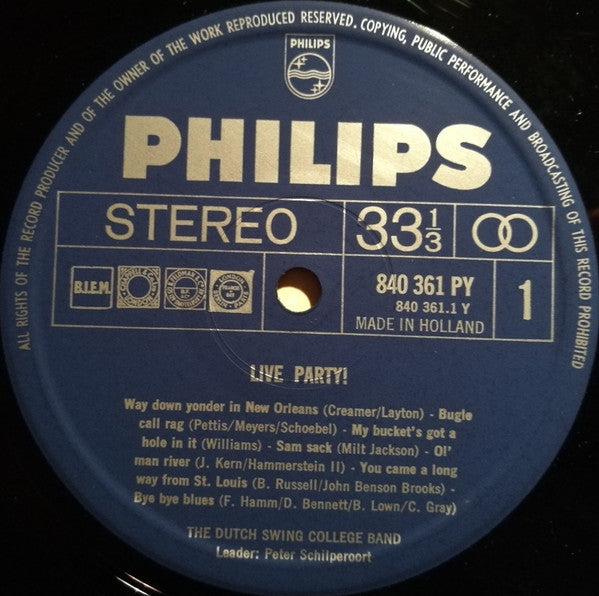 ALL RIGHTS OF THE RECORD PRODUCER AND OF THE OWNER OF THE WORK REPRODUCED RESERVED. COPYING, PUBLIC PERFORMANCE AND BROADCASTING OF THIS RECORD PROHIBITED
PHILIPS
PHILIPS
STEREO 33⅓
840 361 PY 1
840 361.1 Y
B.I.E.M.
MADE IN HOLLAND
LIVE PARTY!
Way down yonder in New Orleans (Creamer/Layton) - Bugle
call rag (Pettis/Meyers/Schoebel) - My bucket's got a
hole in it (Williams) - Sam sack (Milt Jackson) - Ol'
man river (J. Kern/Hammerstein II) - You came a long
way from St. Louis (B. Russell/John Benson Brooks) -
Bye bye blues (F. Hamm/D. Bennett/B. Lown/C. Gray)
THE DUTCH SWING COLLEGE BAND
Leader: Peter Schilperoort